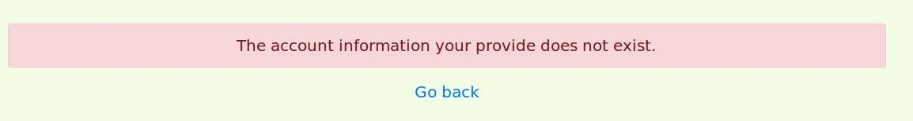 The account information your provide does not exist.
Go back